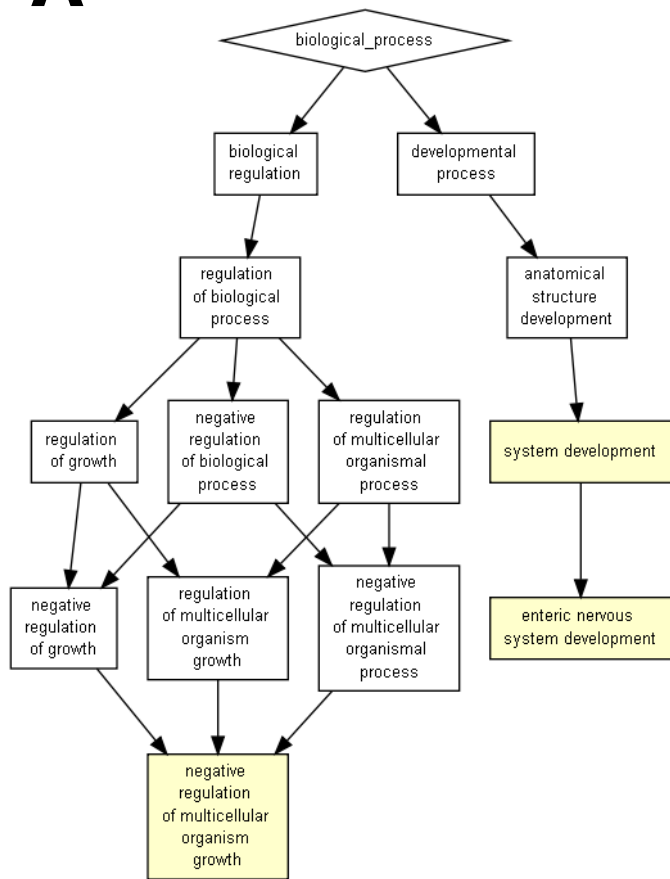 A
biological_process
biological
regulation
developmental
process
regulation
of biological
process
anatomical
structure
development
regulation
of growth
negative
regulation
of biological
process
regulation
of multicellular
organismal
process
system development
negative
regulation
of growth
regulation
of multicellular
organism
growth
negative
regulation
of multicellular
organismal
process
enteric nervous
system development
negative
regulation
of multicellular
organism
growth